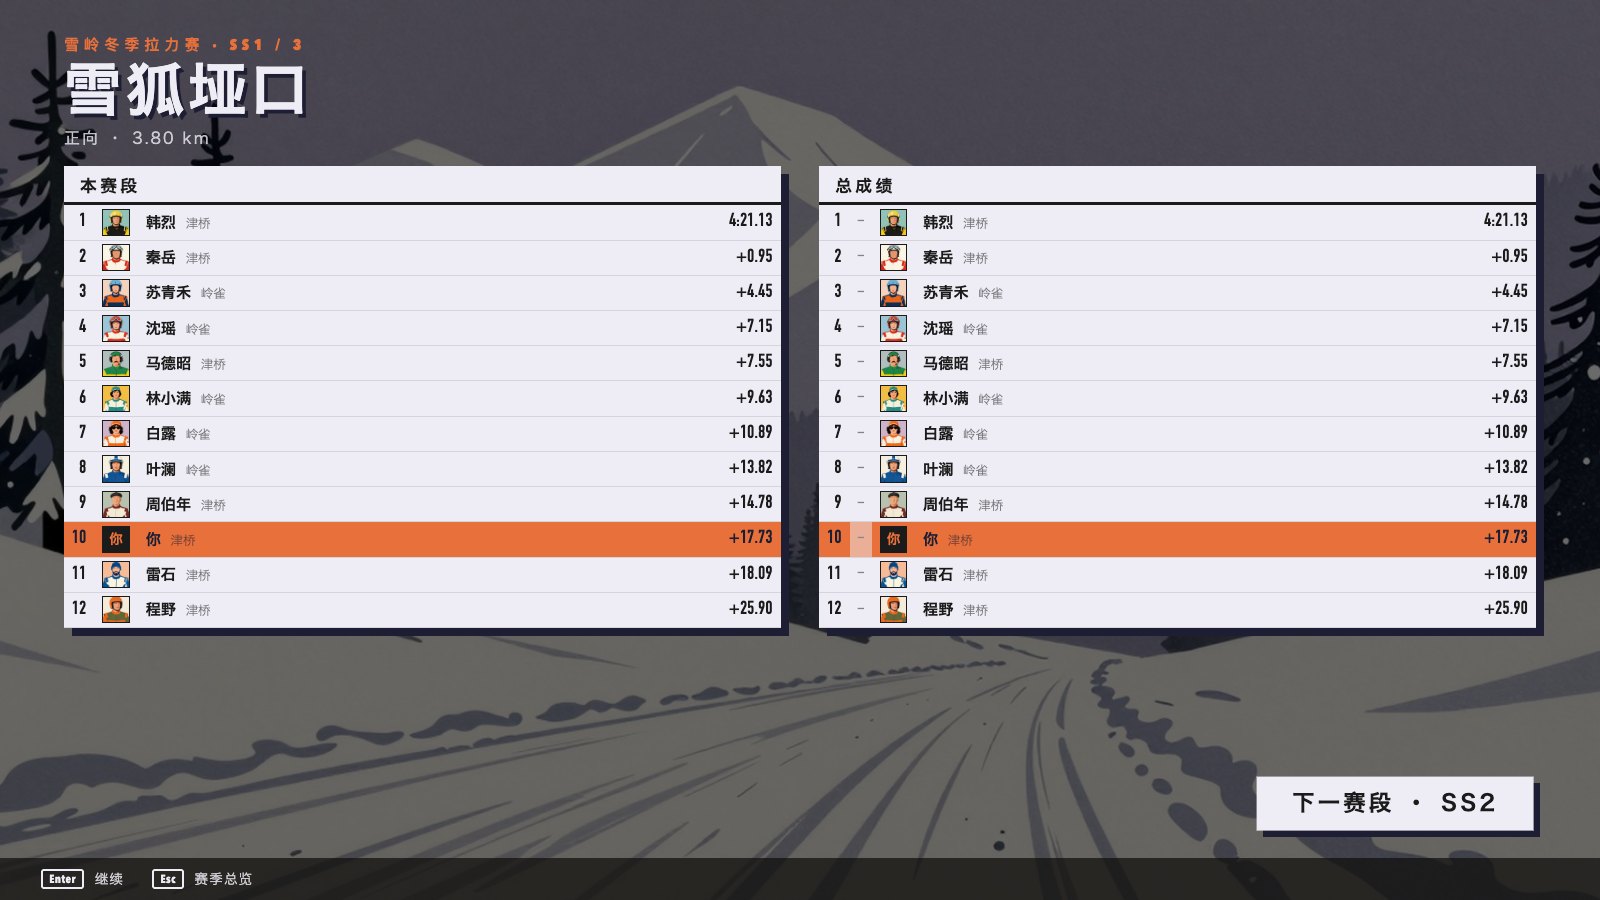 雪岭冬季拉力赛 · SS1 / 3
雪狐垭口
正向 · 3.80 km
本赛段
1 韩烈 津桥 4:21.13
2 秦岳 津桥 +0.95
3 苏青禾 岭雀 +4.45
4 沈瑶 岭雀 +7.15
5 马德昭 津桥 +7.55
6 林小满 岭雀 +9.63
7 白露 岭雀 +10.89
8 叶澜 岭雀 +13.82
9 周伯年 津桥 +14.78
10 你 你 津桥 +17.73
11 雷石 津桥 +18.09
12 程野 津桥 +25.90
总成绩
1 – 韩烈 津桥 4:21.13
2 – 秦岳 津桥 +0.95
3 – 苏青禾 岭雀 +4.45
4 – 沈瑶 岭雀 +7.15
5 – 马德昭 津桥 +7.55
6 – 林小满 岭雀 +9.63
7 – 白露 岭雀 +10.89
8 – 叶澜 岭雀 +13.82
9 – 周伯年 津桥 +14.78
10 – 你 你 津桥 +17.73
11 – 雷石 津桥 +18.09
12 – 程野 津桥 +25.90
下一赛段 · SS2
Enter 继续 Esc 赛季总览